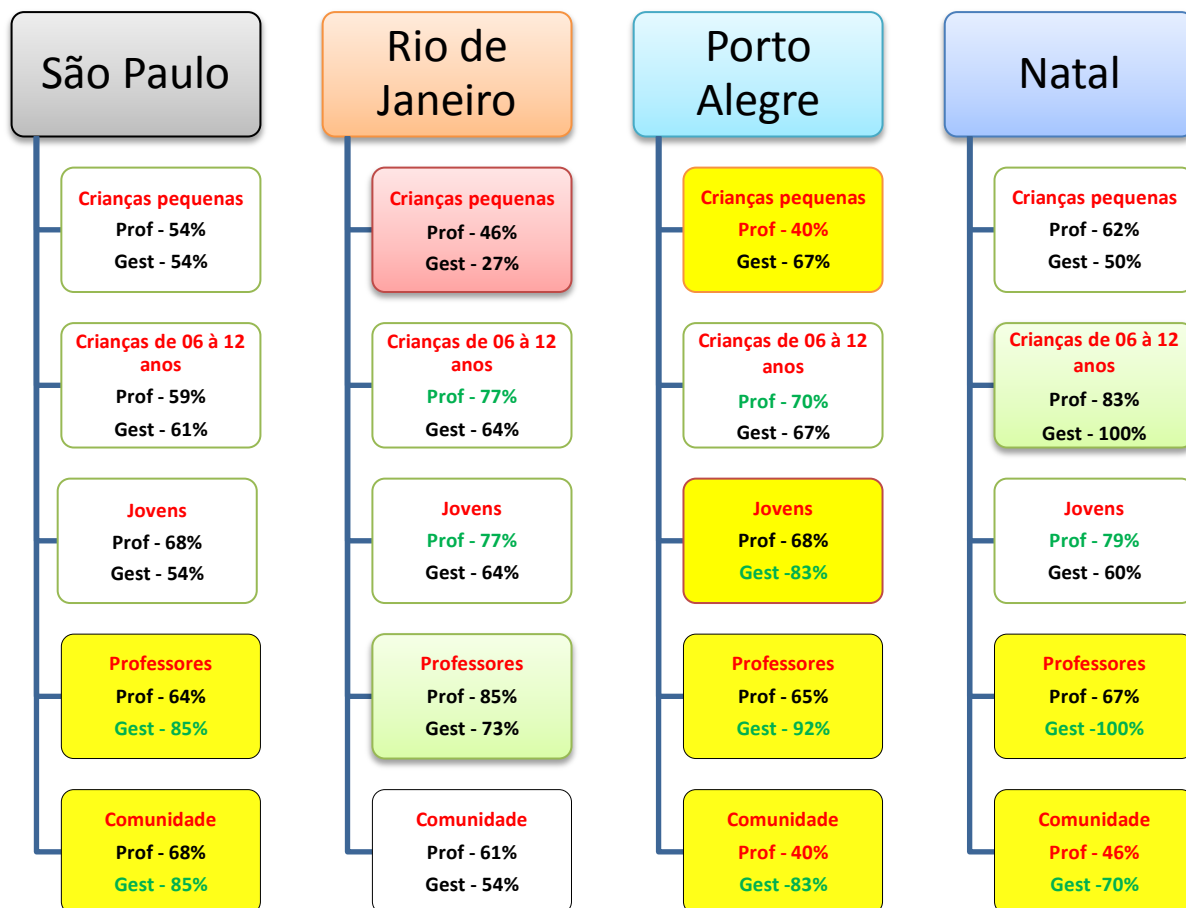 São Paulo
Crianças pequenas
Prof - 54%
Gest - 54%
Crianças de 06 à 12
anos
Prof - 59%
Gest - 61%
Jovens
Prof - 68%
Gest - 54%
Professores
Prof - 64%
Gest - 85%
Comunidade
Prof - 68%
Gest - 85%
Rio de
Janeiro
Crianças pequenas
Prof - 46%
Gest - 27%
Crianças de 06 à 12
anos
Prof - 77%
Gest - 64%
Jovens
Prof - 77%
Gest - 64%
Professores
Prof - 85%
Gest - 73%
Comunidade
Prof - 61%
Gest - 54%
Porto
Alegre
Crianças pequenas
Prof - 40%
Gest - 67%
Crianças de 06 à 12
anos
Prof - 70%
Gest - 67%
Jovens
Prof - 68%
Gest -83%
Professores
Prof - 65%
Gest - 92%
Comunidade
Prof - 40%
Gest -83%
Natal
Crianças pequenas
Prof - 62%
Gest - 50%
Crianças de 06 à 12
anos
Prof - 83%
Gest - 100%
Jovens
Prof - 79%
Gest - 60%
Professores
Prof - 67%
Gest -100%
Comunidade
Prof - 46%
Gest -70%